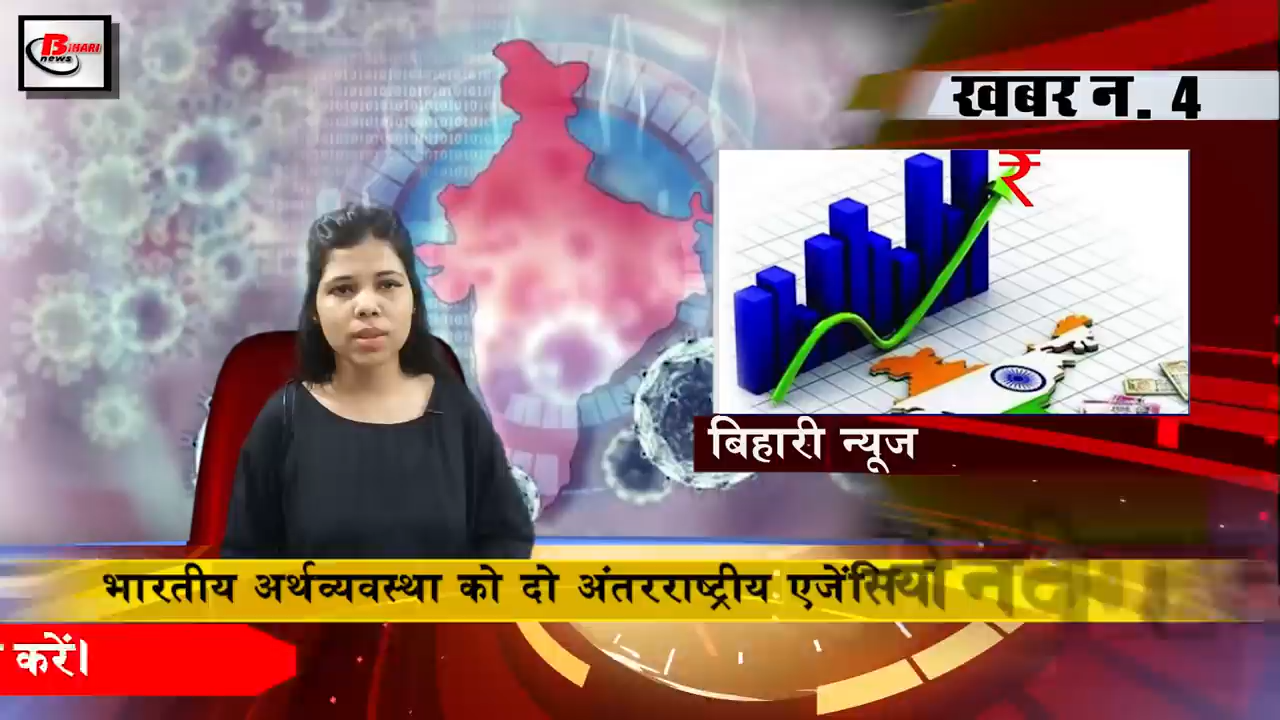 BIHARI
news
खबर न. 4
₹
बिहारी न्यूज
भारतीय अर्थव्यवस्था को दो अंतरराष्ट्रीय एजेंसियों
करें।